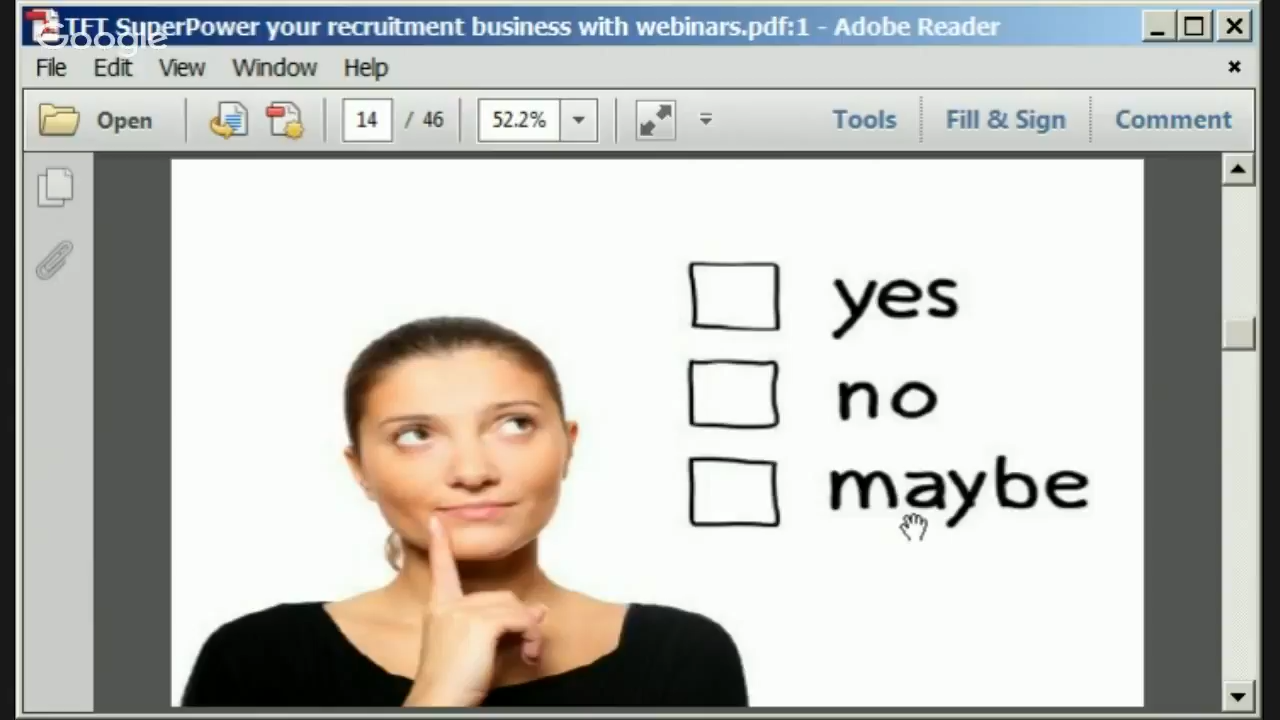 TFT SuperPower your recruitment business with webinars.pdf:1 - Adobe Reader
Google
File Edit View Window Help
Open 14 / 46 52.2% Tools Fill & Sign Comment
yes
no
maybe